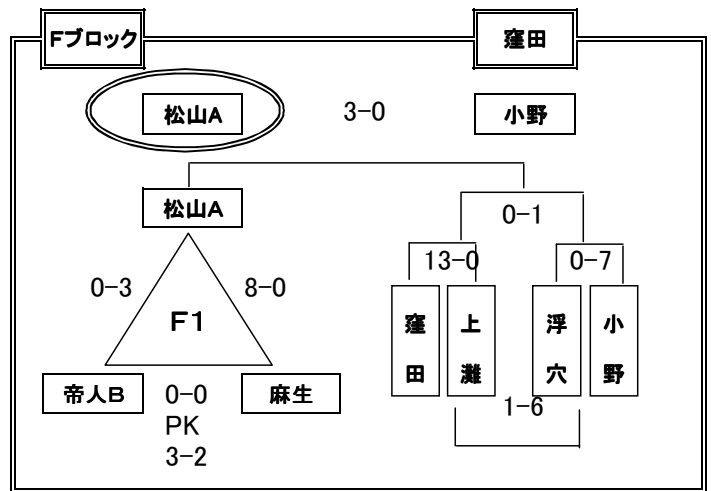 Fブロック 窪田
松山A 3-0 小野
松山A
0-1
13-0 0-7
0-3 8-0
F1
窪田 上灘 浮穴 小野
帝人B 0-0 麻生
PK
3-2
1-6